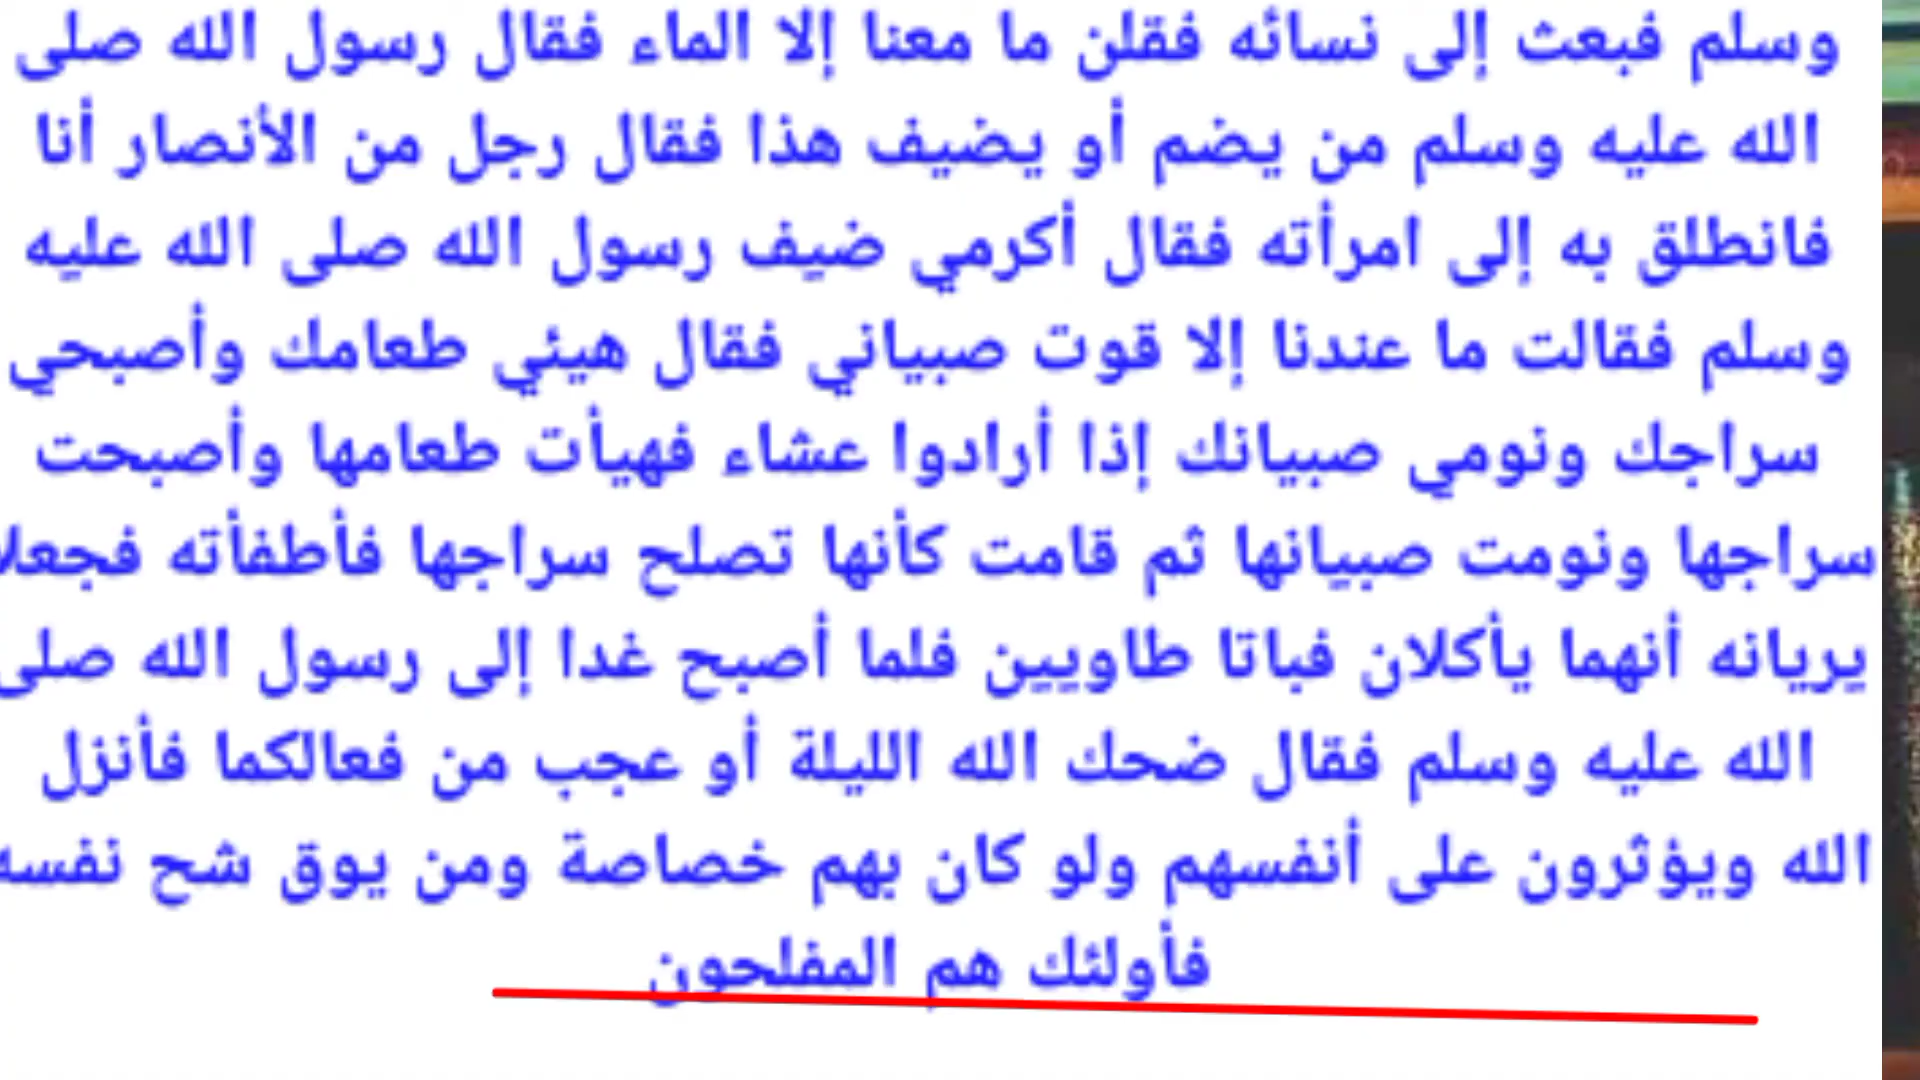 وسلم فبعث إلى نسائه فقلن ما معنا إلا الماء فقال رسول الله صلى
الله عليه وسلم من يضم أو يضيف هذا فقال رجل من الأنصار أنا
فانطلق به إلى امرأته فقال أكرمي ضيف رسول الله صلى الله عليه
وسلم فقالت ما عندنا إلا قوت صبياني فقال هيئي طعامك وأصبحي
سراجك ونومي صبيانك إذا أرادوا عشاء فهيأت طعامها وأصبحت
سراجها ونومت صبيانها ثم قامت كأنها تصلح سراجها فأطفأته فجعلا
يريانه أنهما يأكلان فباتا طاويين فلما أصبح غدا إلى رسول الله صلى
الله عليه وسلم فقال ضحك الله الليلة أو عجب من فعالكما فأنزل
الله ويؤثرون على أنفسهم ولو كان بهم خصاصة ومن يوق شح نفسه
فأولئك هم المفلحون